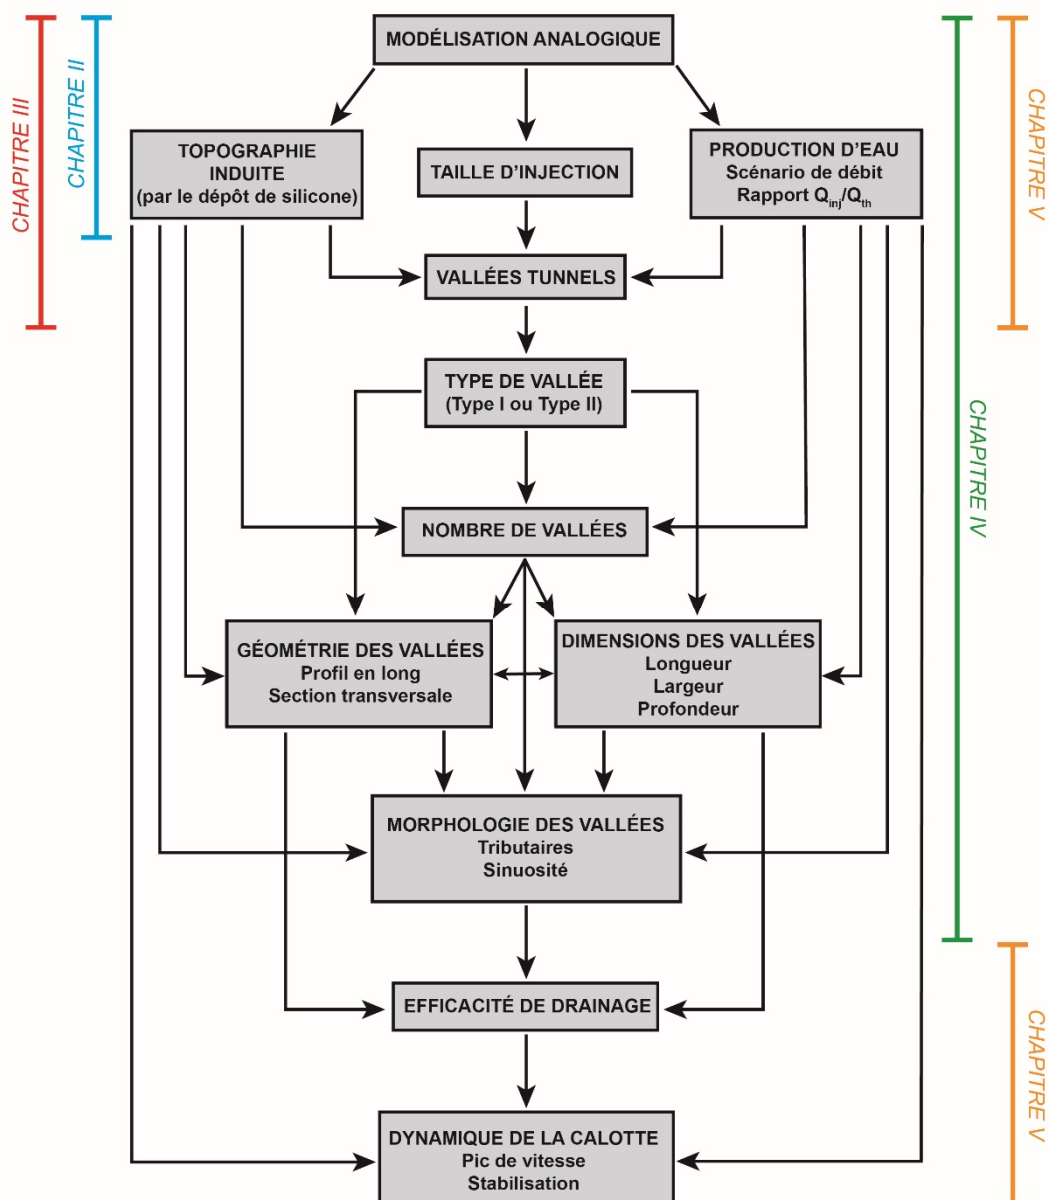 MODÉLISATION ANALOGIQUE
CHAPITRE III
CHAPITRE II
CHAPITRE V
TOPOGRAPHIE
INDUITE
(par le dépôt de silicone)
TAILLE D'INJECTION
PRODUCTION D'EAU
Scénario de débit
Rapport Qinj/Qth
VALLÉES TUNNELS
TYPE DE VALLÉE
(Type I ou Type II)
CHAPITRE IV
NOMBRE DE VALLÉES
GÉOMÉTRIE DES VALLÉES
Profil en long
Section transversale
DIMENSIONS DES VALLÉES
Longueur
Largeur
Profondeur
MORPHOLOGIE DES VALLÉES
Tributaires
Sinuosité
EFFICACITÉ DE DRAINAGE
CHAPITRE V
DYNAMIQUE DE LA CALOTTE
Pic de vitesse
Stabilisation